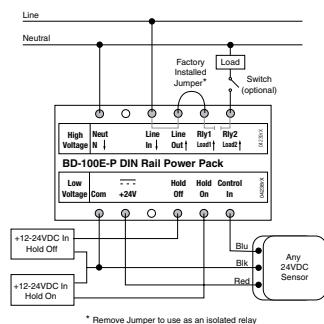 Line
Neutral
Factory
Installed
Jumper*
Load
Switch
(optional)
High
Voltage
Neut
N ↓
Line
In ↓
Line
Out ↑
Rly1
Load1 ↑
Rly2
Load2 ↑
BD-100E-P DIN Rail Power Pack
Low
Voltage
Com
+24V
Hold
Off
Hold
On
Control
In
+12-24VDC In
Hold Off
+12-24VDC In
Hold On
Blu
Blk
Red
Any
24VDC
Sensor
* Remove Jumper to use as an isolated relay